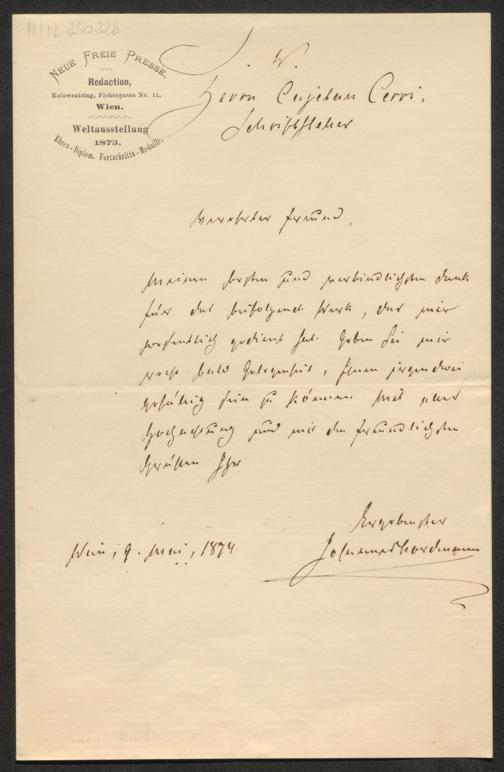 HIN. 250226
NEUE FREIE PRESSE.
Redaction,
Kolowratring, Fichtegasse Nr. 11,
Wien.
Weltausstellung
1873.
Ehren-Diplom. Fortschritts-Medaille.
S. W.
Herrn Cajetan Cerri,
Schriftsteller
Verehrter Freund,
Meinen besten und verbindlichsten Dank
für das beifolgende Werk, das mir
wesentlich gedient hat. Geben Sie mir
recht bald Gelegenheit, Ihnen irgendwie
gefällig sein zu können. Mit aller
Hochachtung und mit den freundlichsten
Grüßen Ihr
Ergebenster
Johannes Nordmann
Wien, 9. Mai, 1874.